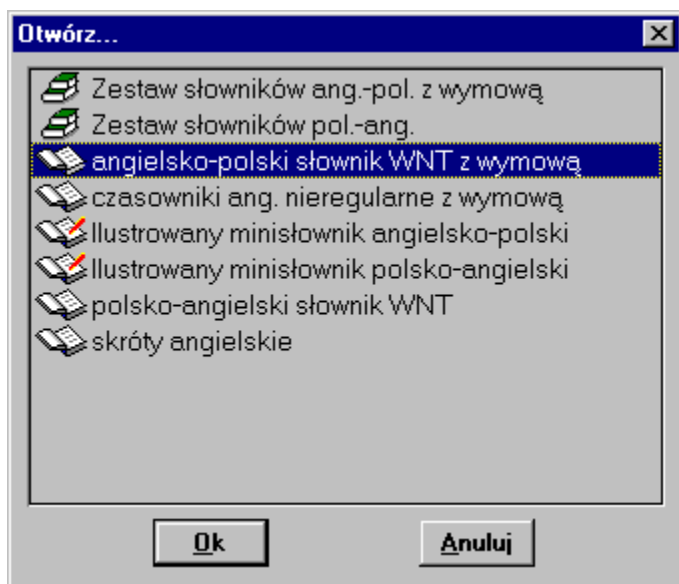 Otwórz...
Zestaw słowników ang.-pol. z wymową
Zestaw słowników pol.-ang.
angielsko-polski słownik WNT z wymową
czasowniki ang. nieregularne z wymową
Ilustrowany minisłownik angielsko-polski
Ilustrowany minisłownik polsko-angielski
polsko-angielski słownik WNT
skróty angielskie
Ok Anuluj